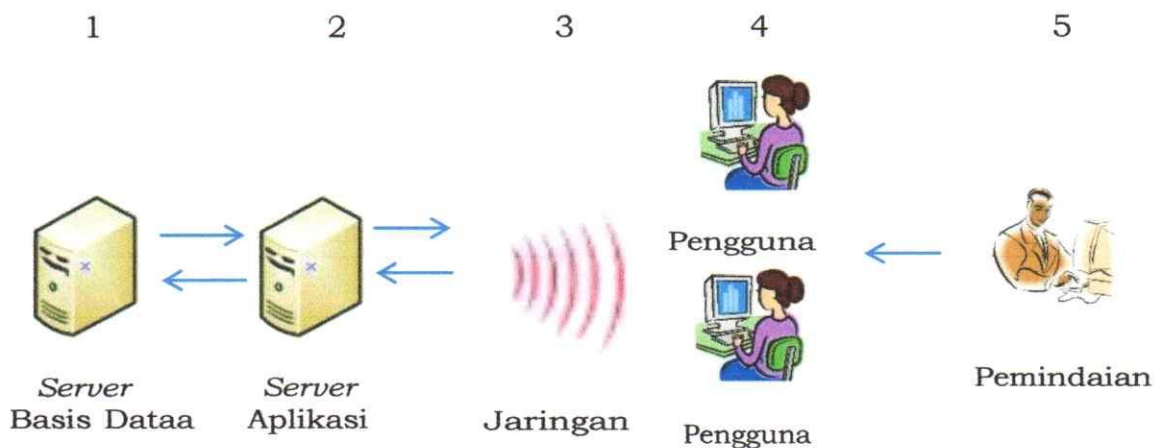 1 2 3 4 5
Pengguna
Pemindaian
Server Server
Basis Dataa Aplikasi Jaringan Pengguna